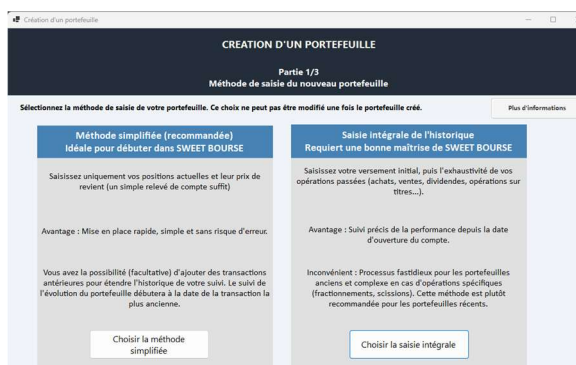 Création d'un portefeuille
CREATION D'UN PORTEFEUILLE
Partie 1/3
Méthode de saisie du nouveau portefeuille
Sélectionnez la méthode de saisie de votre portefeuille. Ce choix ne peut pas être modifié une fois le portefeuille créé.
Plus d'informations
Méthode simplifiée (recommandée)
Idéale pour débuter dans SWEET BOURSE
Saisissez uniquement vos positions actuelles et leur prix de
revient (un simple relevé de compte suffit)
Avantage : Mise en place rapide, simple et sans risque d'erreur.
Vous avez la possibilité (facultative) d'ajouter des transactions
antérieures pour étendre l'historique de votre suivi. Le suivi de
l'évolution du portefeuille débutera à la date de la transaction la
plus ancienne.
Choisir la méthode
simplifiée
Saisie intégrale de l'historique
Requiert une bonne maîtrise de SWEET BOURSE
Saisissez votre versement initial, puis l'exhaustivité de vos
opérations passées (achats, ventes, dividendes, opérations sur
titres...).
Avantage : Suivi précis de la performance depuis la date
d'ouverture du compte.
Inconvénient : Processus fastidieux pour les portefeuilles
anciens et complexe en cas d'opérations spécifiques
(fractionnements, scissions). Cette méthode est plutôt
recommandée pour les portefeuilles récents.
Choisir la saisie intégrale